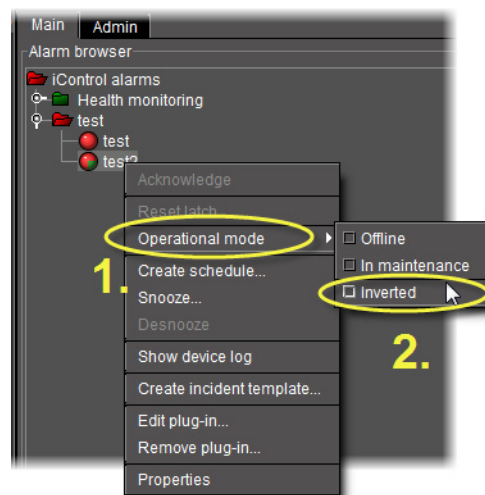 Main Admin
Alarm browser
iControl alarms
Health monitoring
test
test
test2
Acknowledge
Reset latch
Operational mode
Offline
In maintenance
Inverted
1.
2.
Create schedule...
Snooze...
Desnooze
Show device log
Create incident template...
Edit plug-in...
Remove plug-in...
Properties